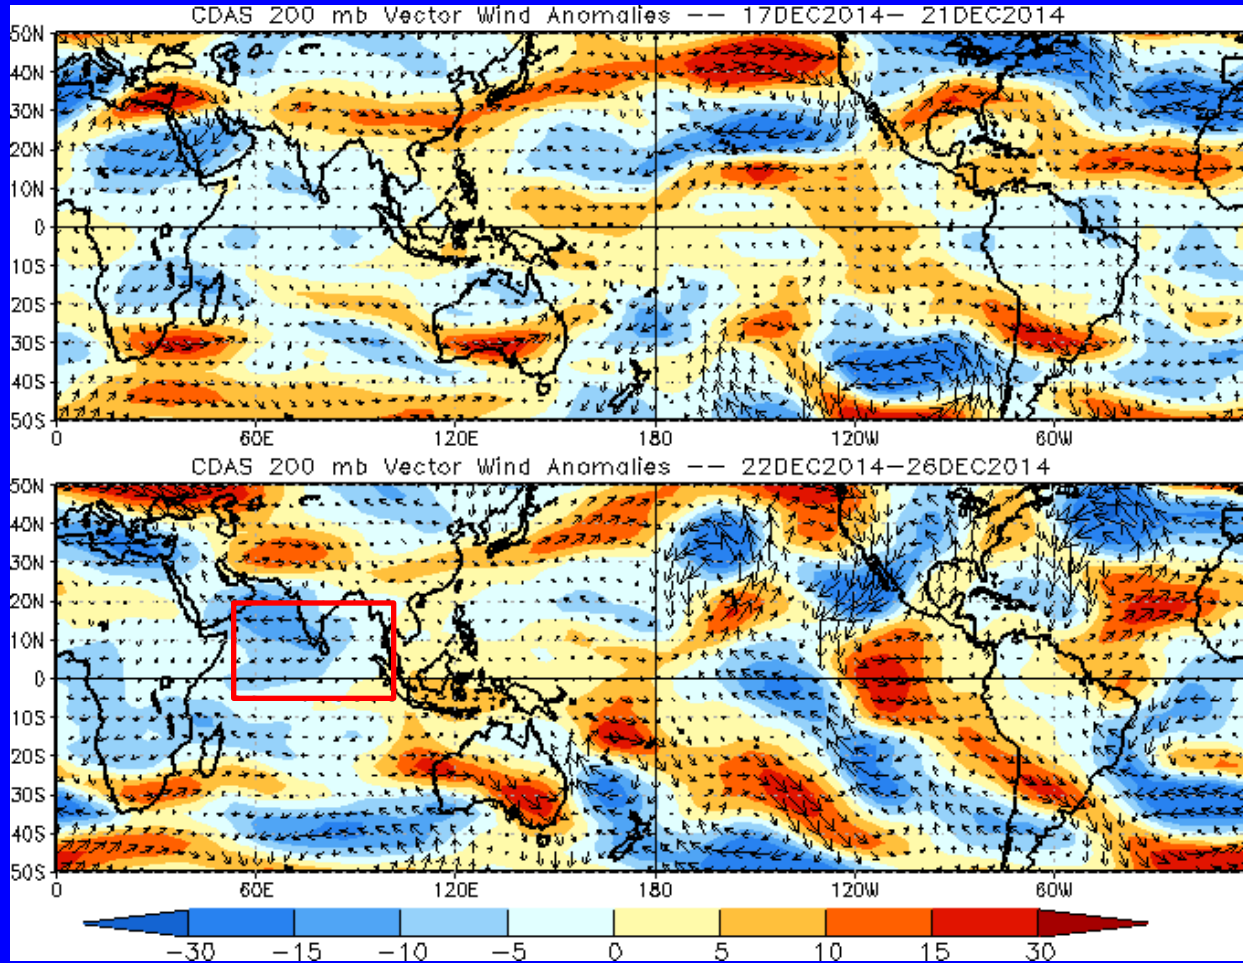 CDAS 200 mb Vector Wind Anomalies -- 17DEC2014- 21DEC2014
50N
40N
30N
20N
10N
0
10S
20S
30S
40S
50S
0 60E 120E 180 120W 60W
CDAS 200 mb Vector Wind Anomalies -- 22DEC2014-26DEC2014
50N
40N
30N
20N
10N
0
10S
20S
30S
40S
50S
0 60E 120E 180 120W 60W
-30 -15 -10 -5 0 5 10 15 30